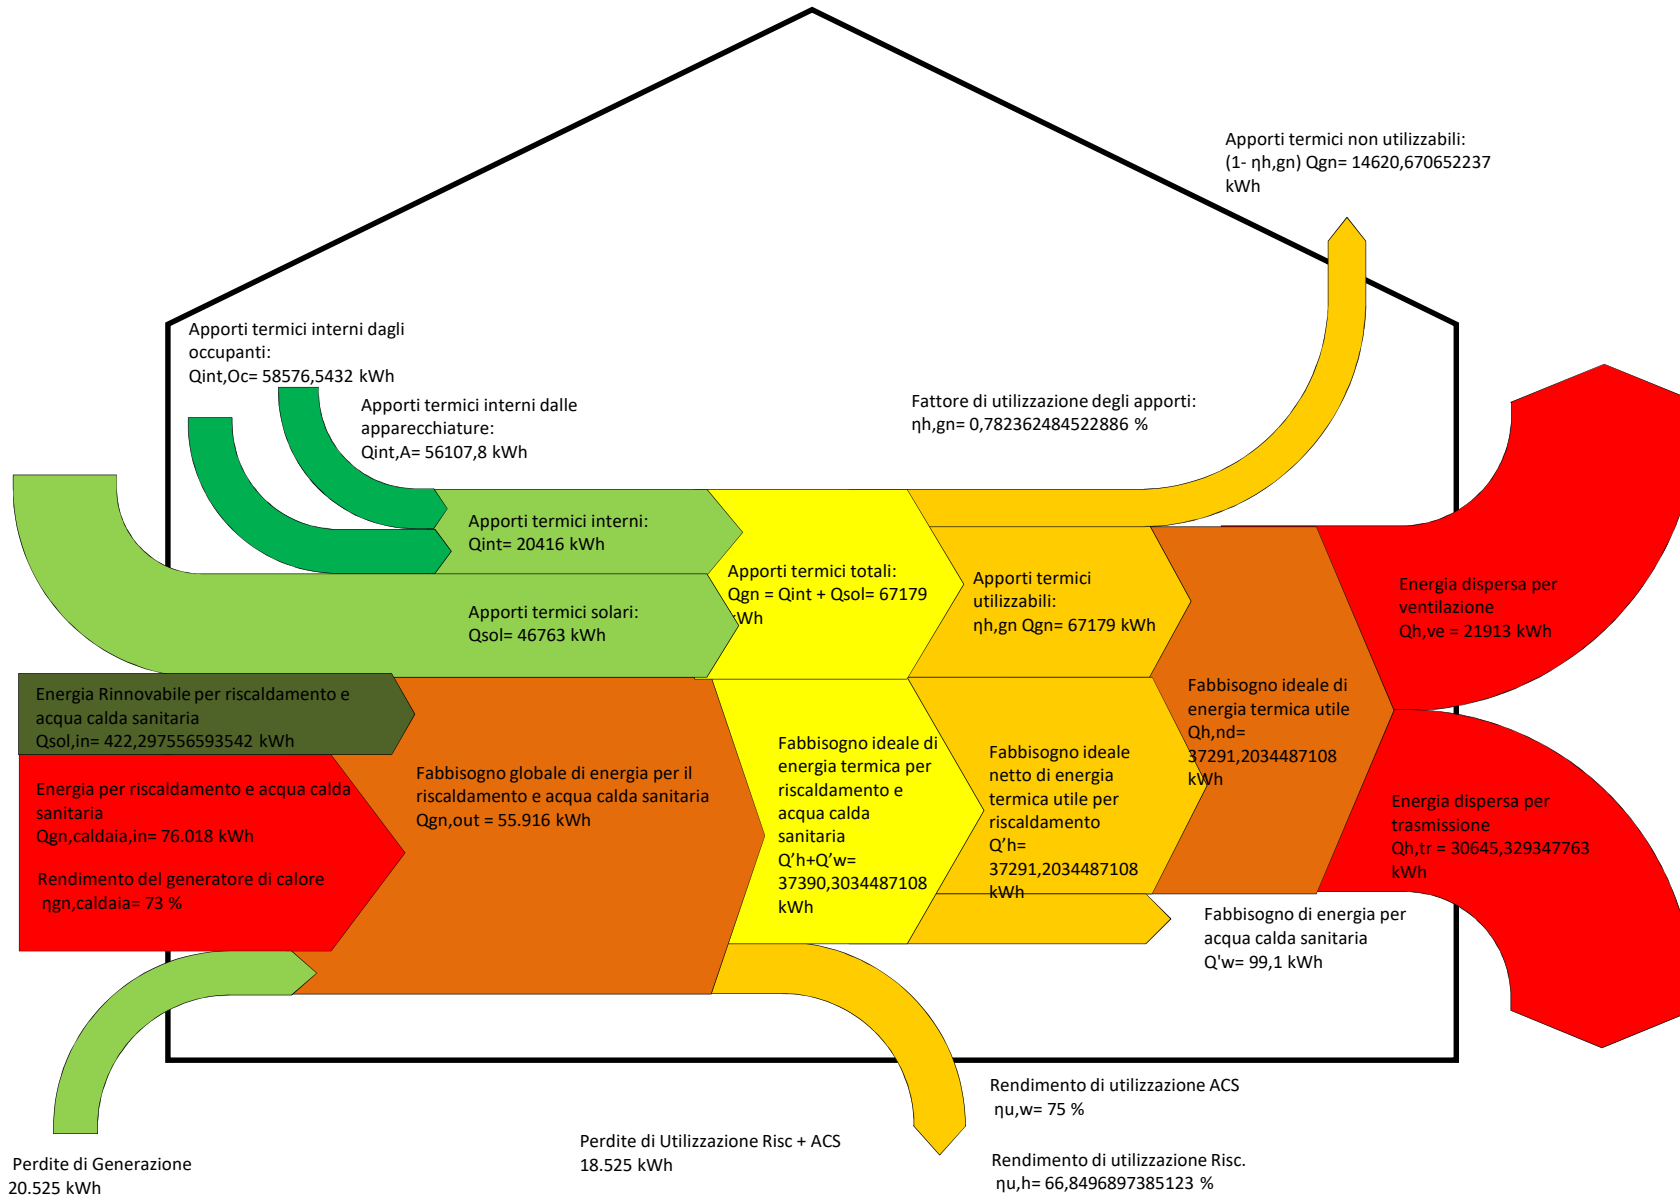 Apporti termici non utilizzabili:
(1- ηh,gn) Qgn= 14620,670652237
kWh
Apporti termici interni dagli
occupanti:
Qint,Oc= 58576,5432 kWh
Apporti termici interni dalle
apparecchiature:
Qint,A= 56107,8 kWh
Fattore di utilizzazione degli apporti:
ηh,gn= 0,782362484522886 %
Apporti termici interni:
Qint= 20416 kWh
Apporti termici solari:
Qsol= 46763 kWh
Apporti termici totali:
Qgn = Qint + Qsol= 67179
kWh
Apporti termici
utilizzabili:
ηh,gn Qgn= 67179 kWh
Energia dispersa per
ventilazione
Qh,ve = 21913 kWh
Energia Rinnovabile per riscaldamento e
acqua calda sanitaria
Qsol,in= 422,297556593542 kWh
Energia per riscaldamento e acqua calda
sanitaria
Qgn,caldaia,in= 76.018 kWh
Rendimento del generatore di calore
ηgn,caldaia= 73 %
Fabbisogno globale di energia per il
riscaldamento e acqua calda sanitaria
Qgn,out = 55.916 kWh
Fabbisogno ideale di
energia termica per
riscaldamento e
acqua calda
sanitaria
Q’h+Q’w=
37390,3034487108
kWh
Fabbisogno ideale
netto di energia
termica utile per
riscaldamento
Q’h=
37291,2034487108
kWh
Fabbisogno ideale di
energia termica utile
Qh,nd=
37291,2034487108
kWh
Energia dispersa per
trasmissione
Qh,tr = 30645,329347763
kWh
Fabbisogno di energia per
acqua calda sanitaria
Q'w= 99,1 kWh
Rendimento di utilizzazione ACS
ηu,w= 75 %
Perdite di Utilizzazione Risc + ACS
18.525 kWh
Rendimento di utilizzazione Risc.
ηu,h= 66,8496897385123 %
Perdite di Generazione
20.525 kWh